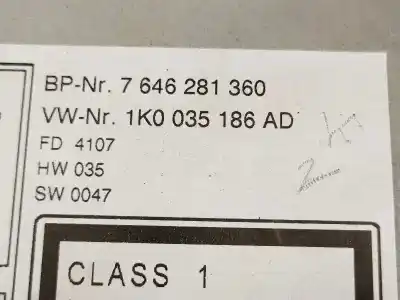 BP-Nr. 7 646 281 360
VW-Nr. 1K0 035 186 AD
FD 4107
HW 035
SW 0047
CLASS 1